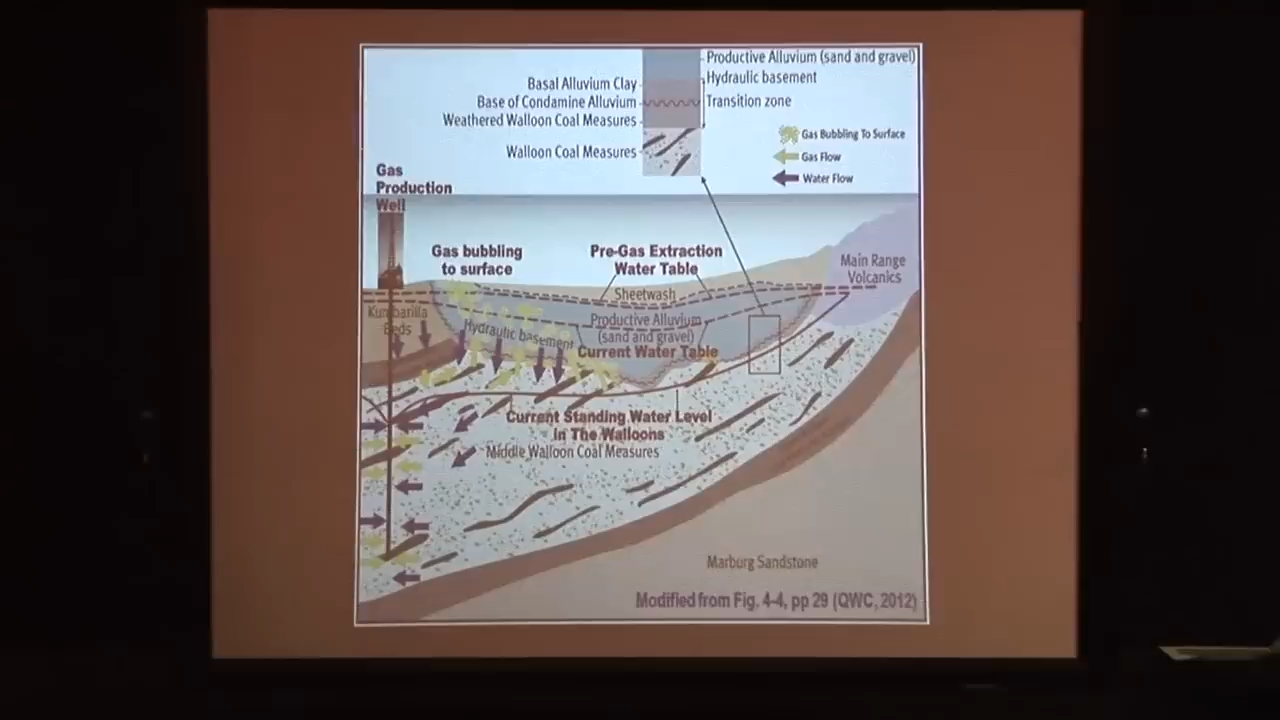 Productive Alluvium (sand and gravel)
Hydraulic basement
Basal Alluvium Clay
Base of Condamine Alluvium
Transition zone
Weathered Walloon Coal Measures
Walloon Coal Measures
Gas Bubbling To Surface
Gas Flow
Water Flow
Gas
Production
Well
Gas bubbling
to surface
Pre-Gas Extraction
Water Table
Main Range
Volcanics
Sheetwash
Kumbarilla
Beds
Hydraulic basement
Productive Alluvium
(sand and gravel)
Current Water Table
Current Standing Water Level
In The Walloons
Middle Walloon Coal Measures
Marburg Sandstone
Modified from Fig. 4-4, pp 29 (QWC, 2012)